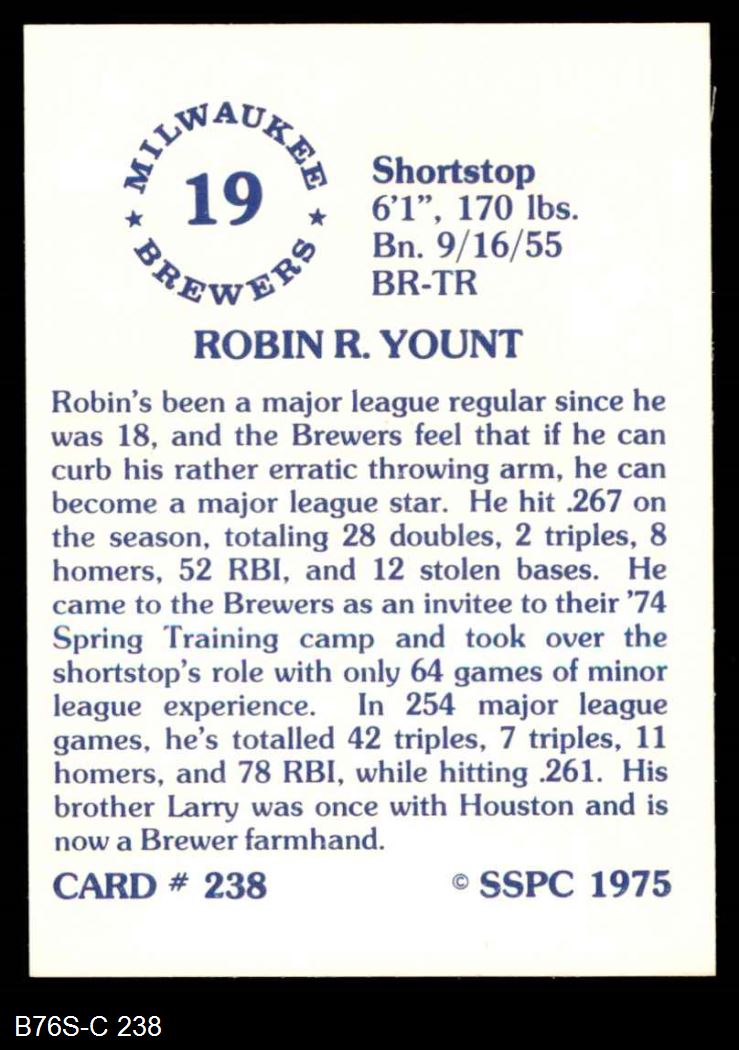 MILWAUKEE
19
BREWERS
Shortstop
6'1”, 170 lbs.
Bn. 9/16/55
BR-TR
ROBIN R. YOUNT
Robin's been a major league regular since he
was 18, and the Brewers feel that if he can
curb his rather erratic throwing arm, he can
become a major league star. He hit .267 on
the season, totaling 28 doubles, 2 triples, 8
homers, 52 RBI, and 12 stolen bases. He
came to the Brewers as an invitee to their '74
Spring Training camp and took over the
shortstop's role with only 64 games of minor
league experience. In 254 major league
games, he's totalled 42 triples, 7 triples, 11
homers, and 78 RBI, while hitting .261. His
brother Larry was once with Houston and is
now a Brewer farmhand.
CARD # 238
© SSPC 1975
B76S-C 238